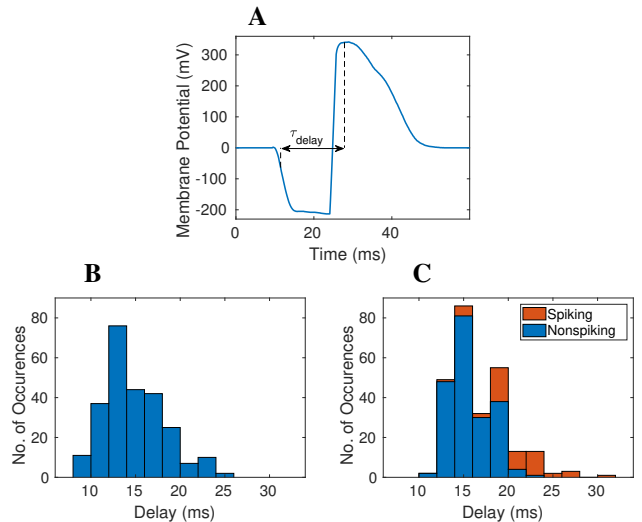 A
Membrane Potential (mV)
300
200
100
0
-100
-200
τdelay
0
20
40
Time (ms)
B
No. of Occurences
80
60
40
20
0
10
15
20
25
30
Delay (ms)
C
No. of Occurences
80
60
40
20
0
Spiking
Nonspiking
10
15
20
25
30
Delay (ms)